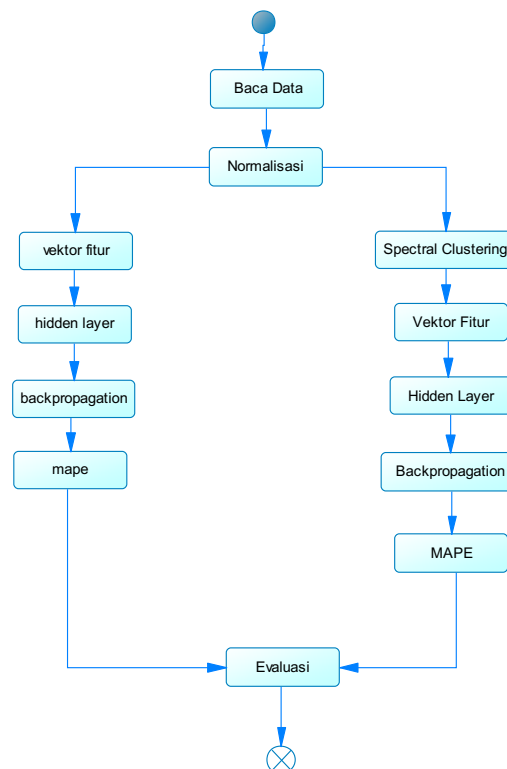 Baca Data
Normalisasi
vektor fitur
hidden layer
backpropagation
mape
Spectral Clustering
Vektor Fitur
Hidden Layer
Backpropagation
MAPE
Evaluasi